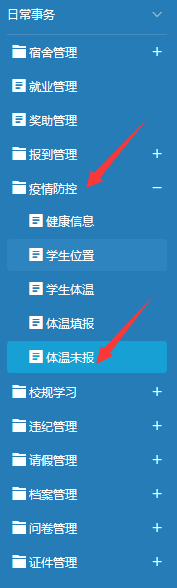 日常事务
宿舍管理
就业管理
奖助管理
报到管理
疫情防控
健康信息
学生位置
学生体温
体温填报
体温未报
校规学习
违纪管理
请假管理
档案管理
问卷管理
证件管理